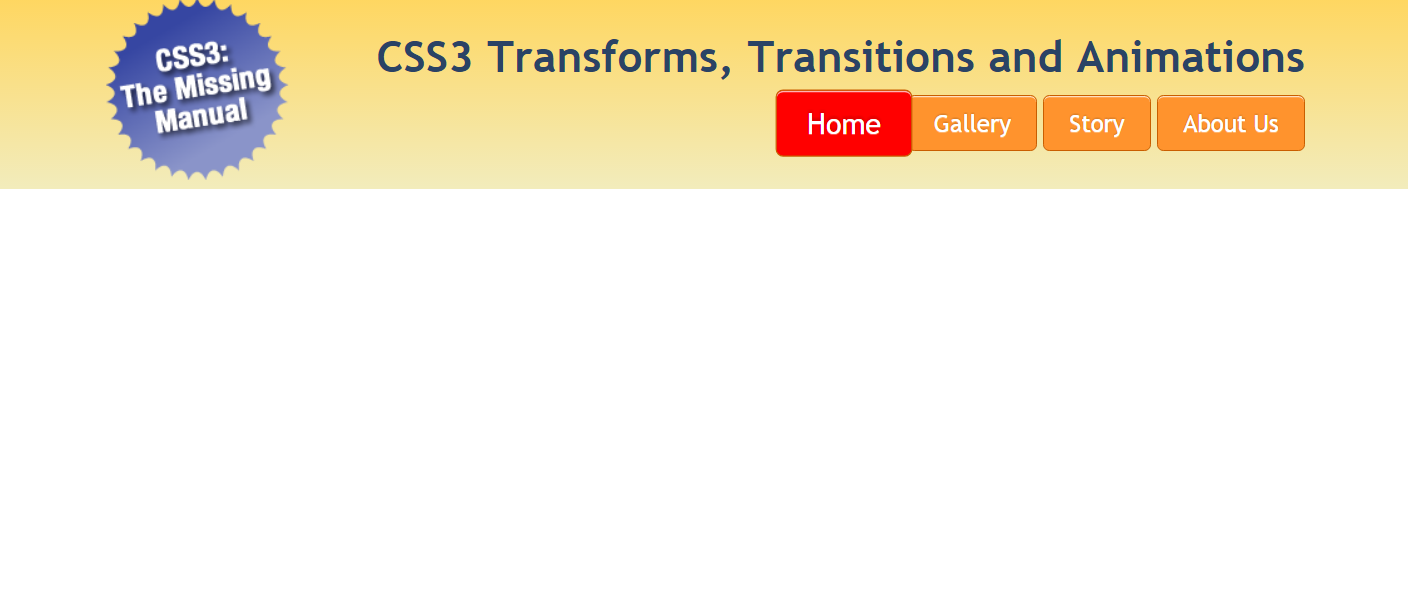 CSS3:
The Missing
Manual
CSS3 Transforms, Transitions and Animations
Home Gallery Story About Us